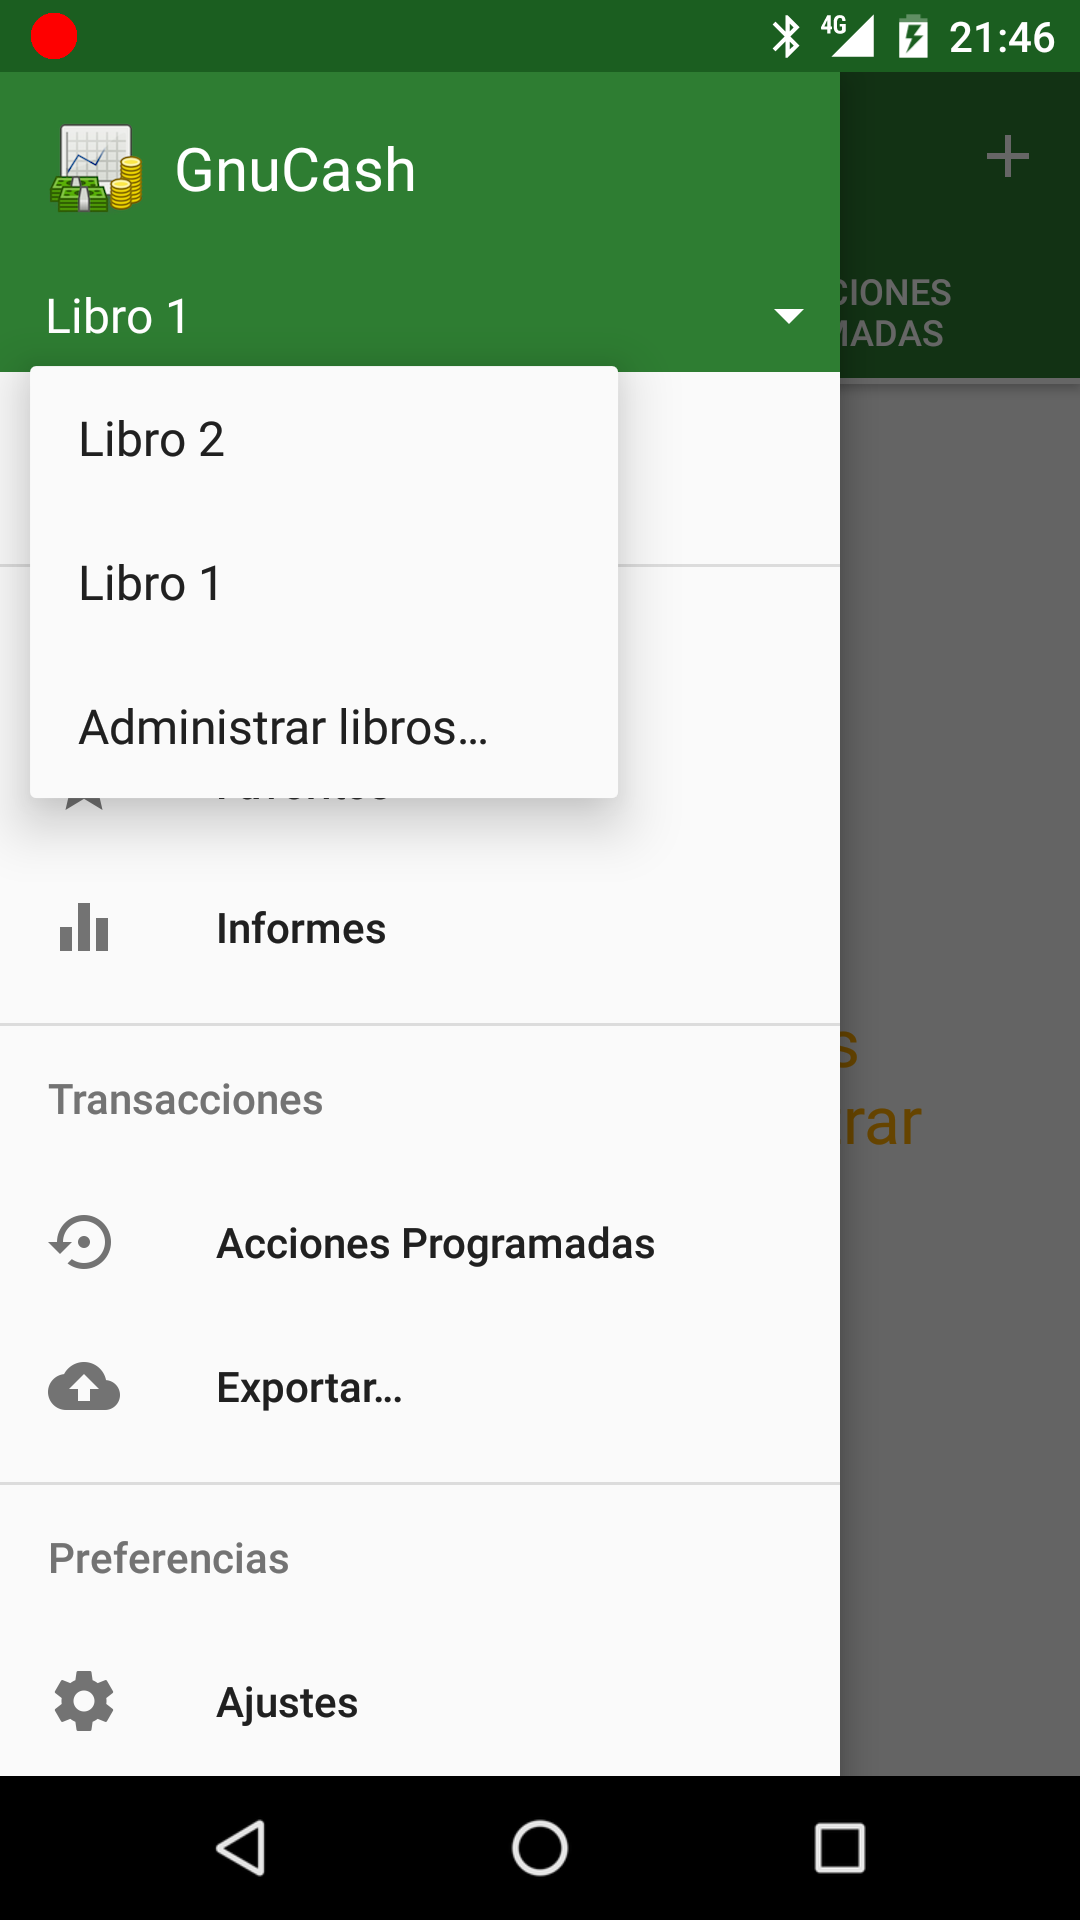 4G 21:46
GnuCash
CIONES
MADAS
Libro 1
Libro 2
Libro 1
Administrar libros...
Informes
s
rar
Transacciones
Acciones Programadas
Exportar...
Preferencias
Ajustes